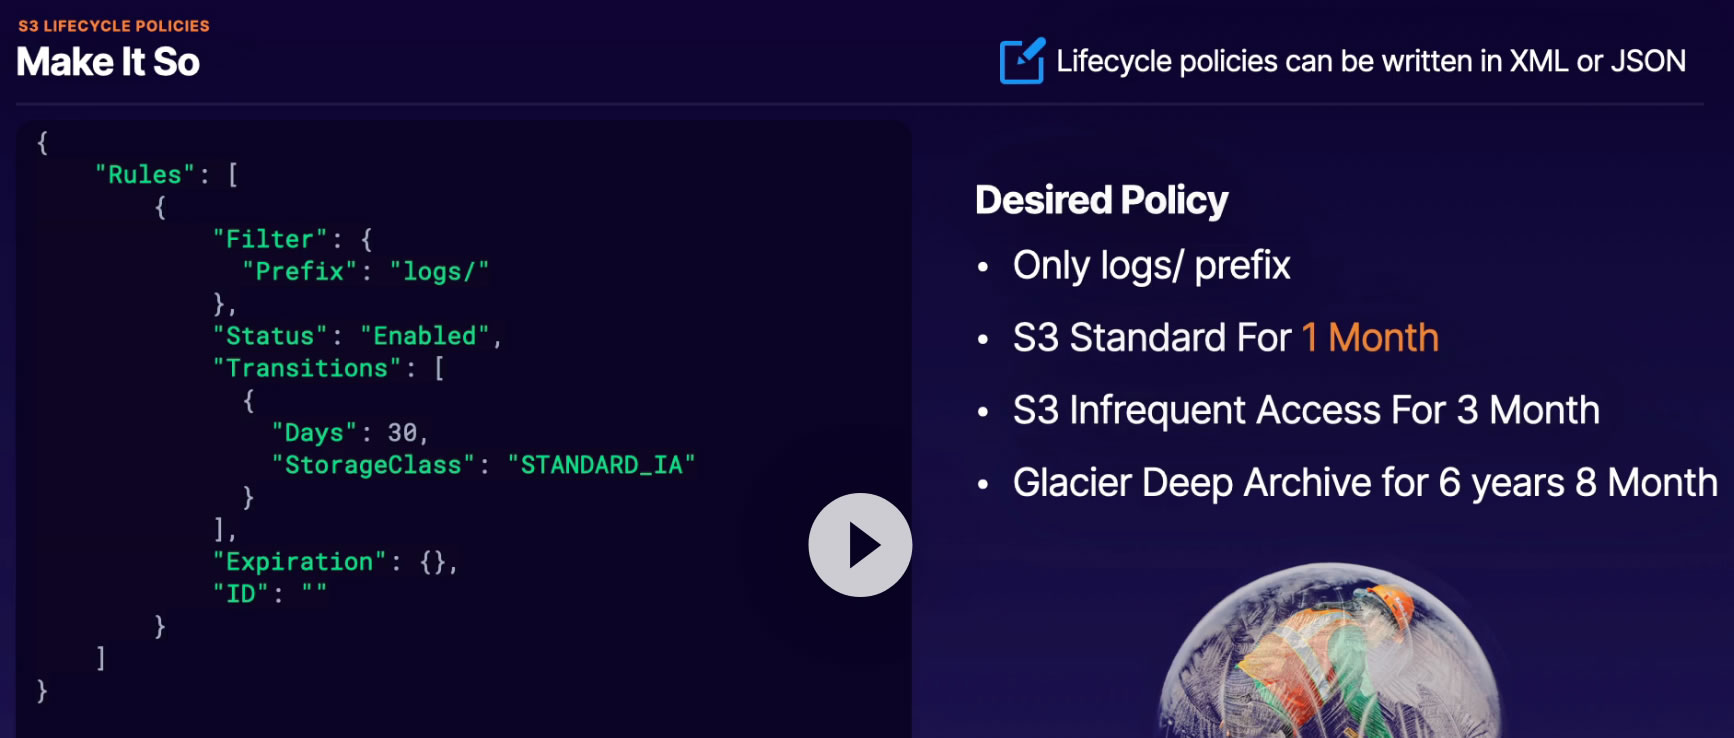 S3 LIFECYCLE POLICIES
Make It So
Lifecycle policies can be written in XML or JSON
{
"Rules": [
{
"Filter": {
"Prefix": "logs/"
},
"Status": "Enabled",
"Transitions": [
{
"Days": 30,
"StorageClass": "STANDARD_IA"
}
],
"Expiration": {},
"ID": ""
}
]
}
Desired Policy
• Only logs/ prefix
• S3 Standard For 1 Month
• S3 Infrequent Access For 3 Month
• Glacier Deep Archive for 6 years 8 Month